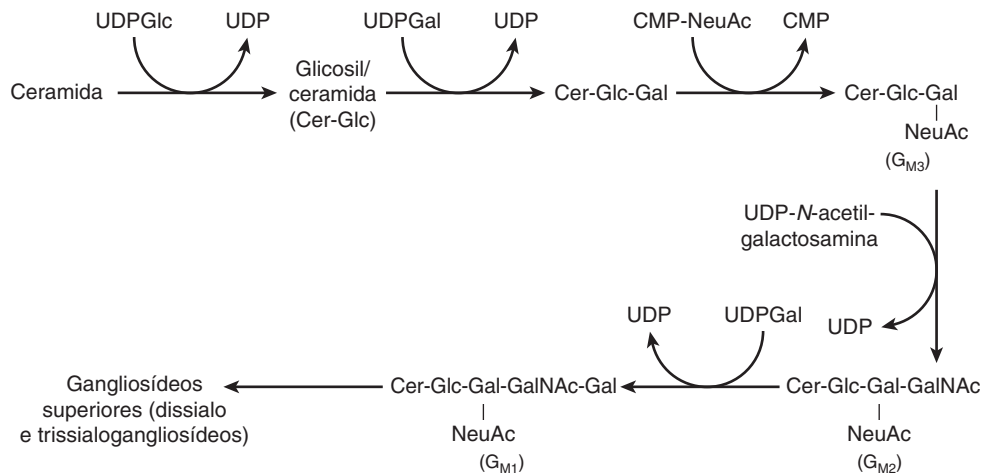 UDPGlc UDP UDPGal UDP CMP-NeuAc CMP
Ceramida
Glicosil/
ceramida
(Cer-Glc)
Cer-Glc-Gal
Cer-Glc-Gal
NeuAc
(GM3)
UDP-N-acetil-
galactosamina
UDP
UDP UDPGal
Cer-Glc-Gal-GalNAc
NeuAc
(GM2)
Cer-Glc-Gal-GalNAc-Gal
NeuAc
(GM1)
Gangliosídeos
superiores (dissialo
e trissialogangliosídeos)